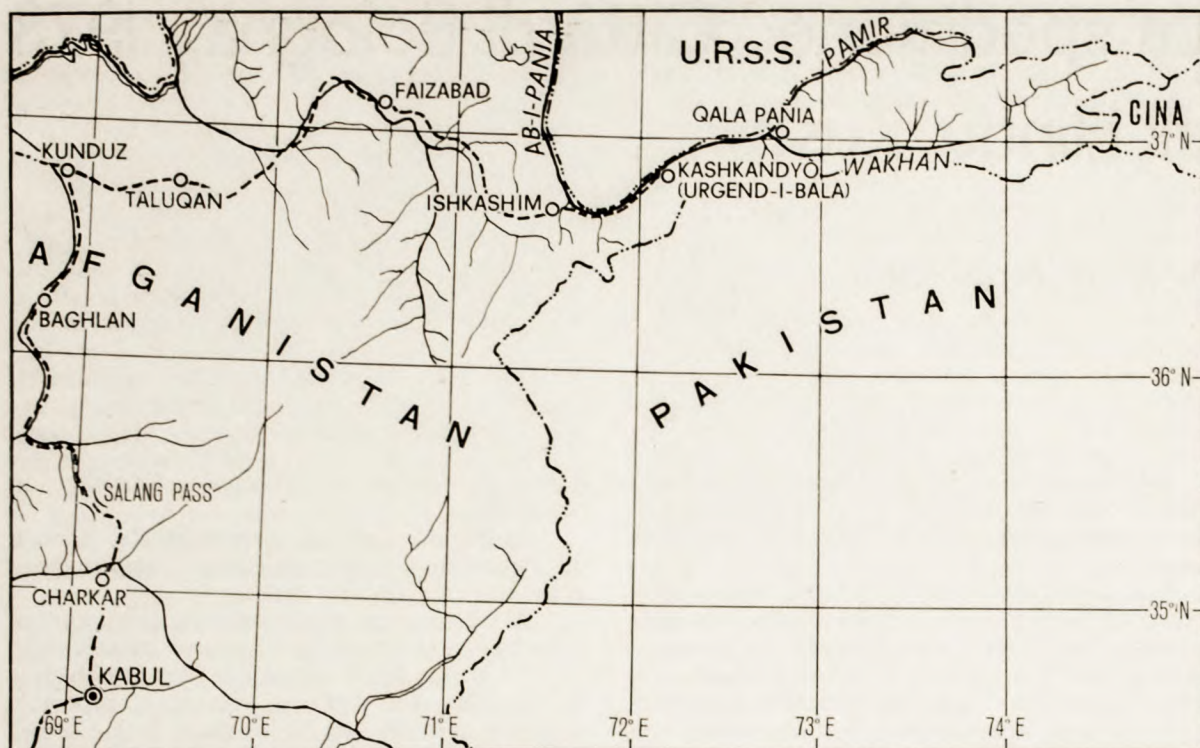 U.R.S.S.
PAMIR
FAIZABAD
AB-I-PANIA
QALA PANIA
CINA
37° N
KUNDUZ
WAKHAN
KASHKANDYO
(URGEND-I-BALA)
TALUQAN
ISHKASHIM
AFGANISTAN
PAKISTAN
BAGHLAN
36° N
SALANG PASS
CHARKAR
35° N
KABUL
69° E
70° E
71° E
72° E
73° E
74° E